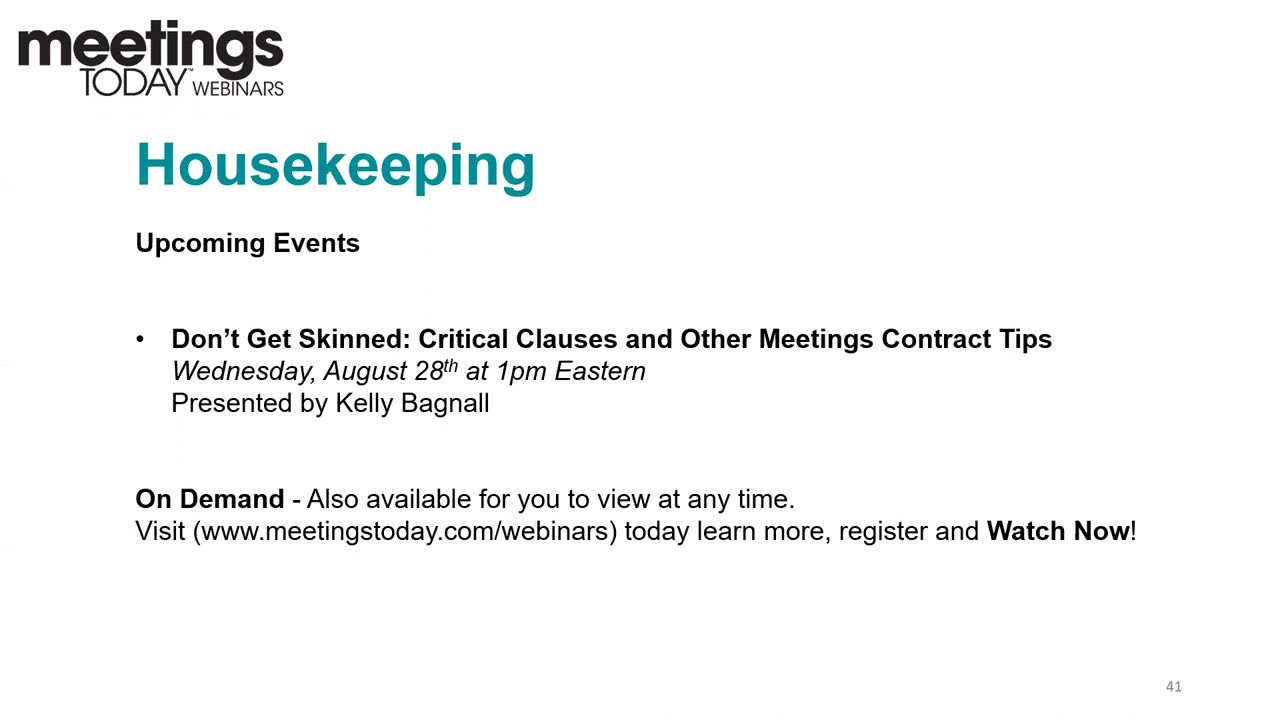 meetings
TODAY™ WEBINARS
Housekeeping
Upcoming Events
• Don’t Get Skinned: Critical Clauses and Other Meetings Contract Tips
Wednesday, August 28th at 1pm Eastern
Presented by Kelly Bagnall
On Demand - Also available for you to view at any time.
Visit (www.meetingstoday.com/webinars) today learn more, register and Watch Now!
41